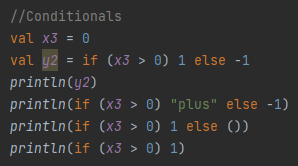 //Conditionals
val x3 = 0
val y2 = if (x3 > 0) 1 else -1
println(y2)
println(if (x3 > 0) "plus" else -1)
println(if (x3 > 0) 1 else ())
println(if (x3 > 0) 1)